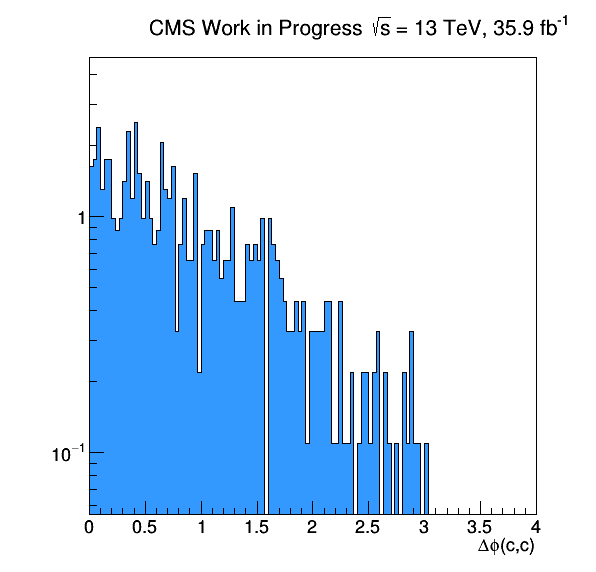 CMS Work in Progress √s = 13 TeV, 35.9 fb⁻¹
1
10⁻¹
0 0.5 1 1.5 2 2.5 3 3.5 4
Δϕ(c,c)